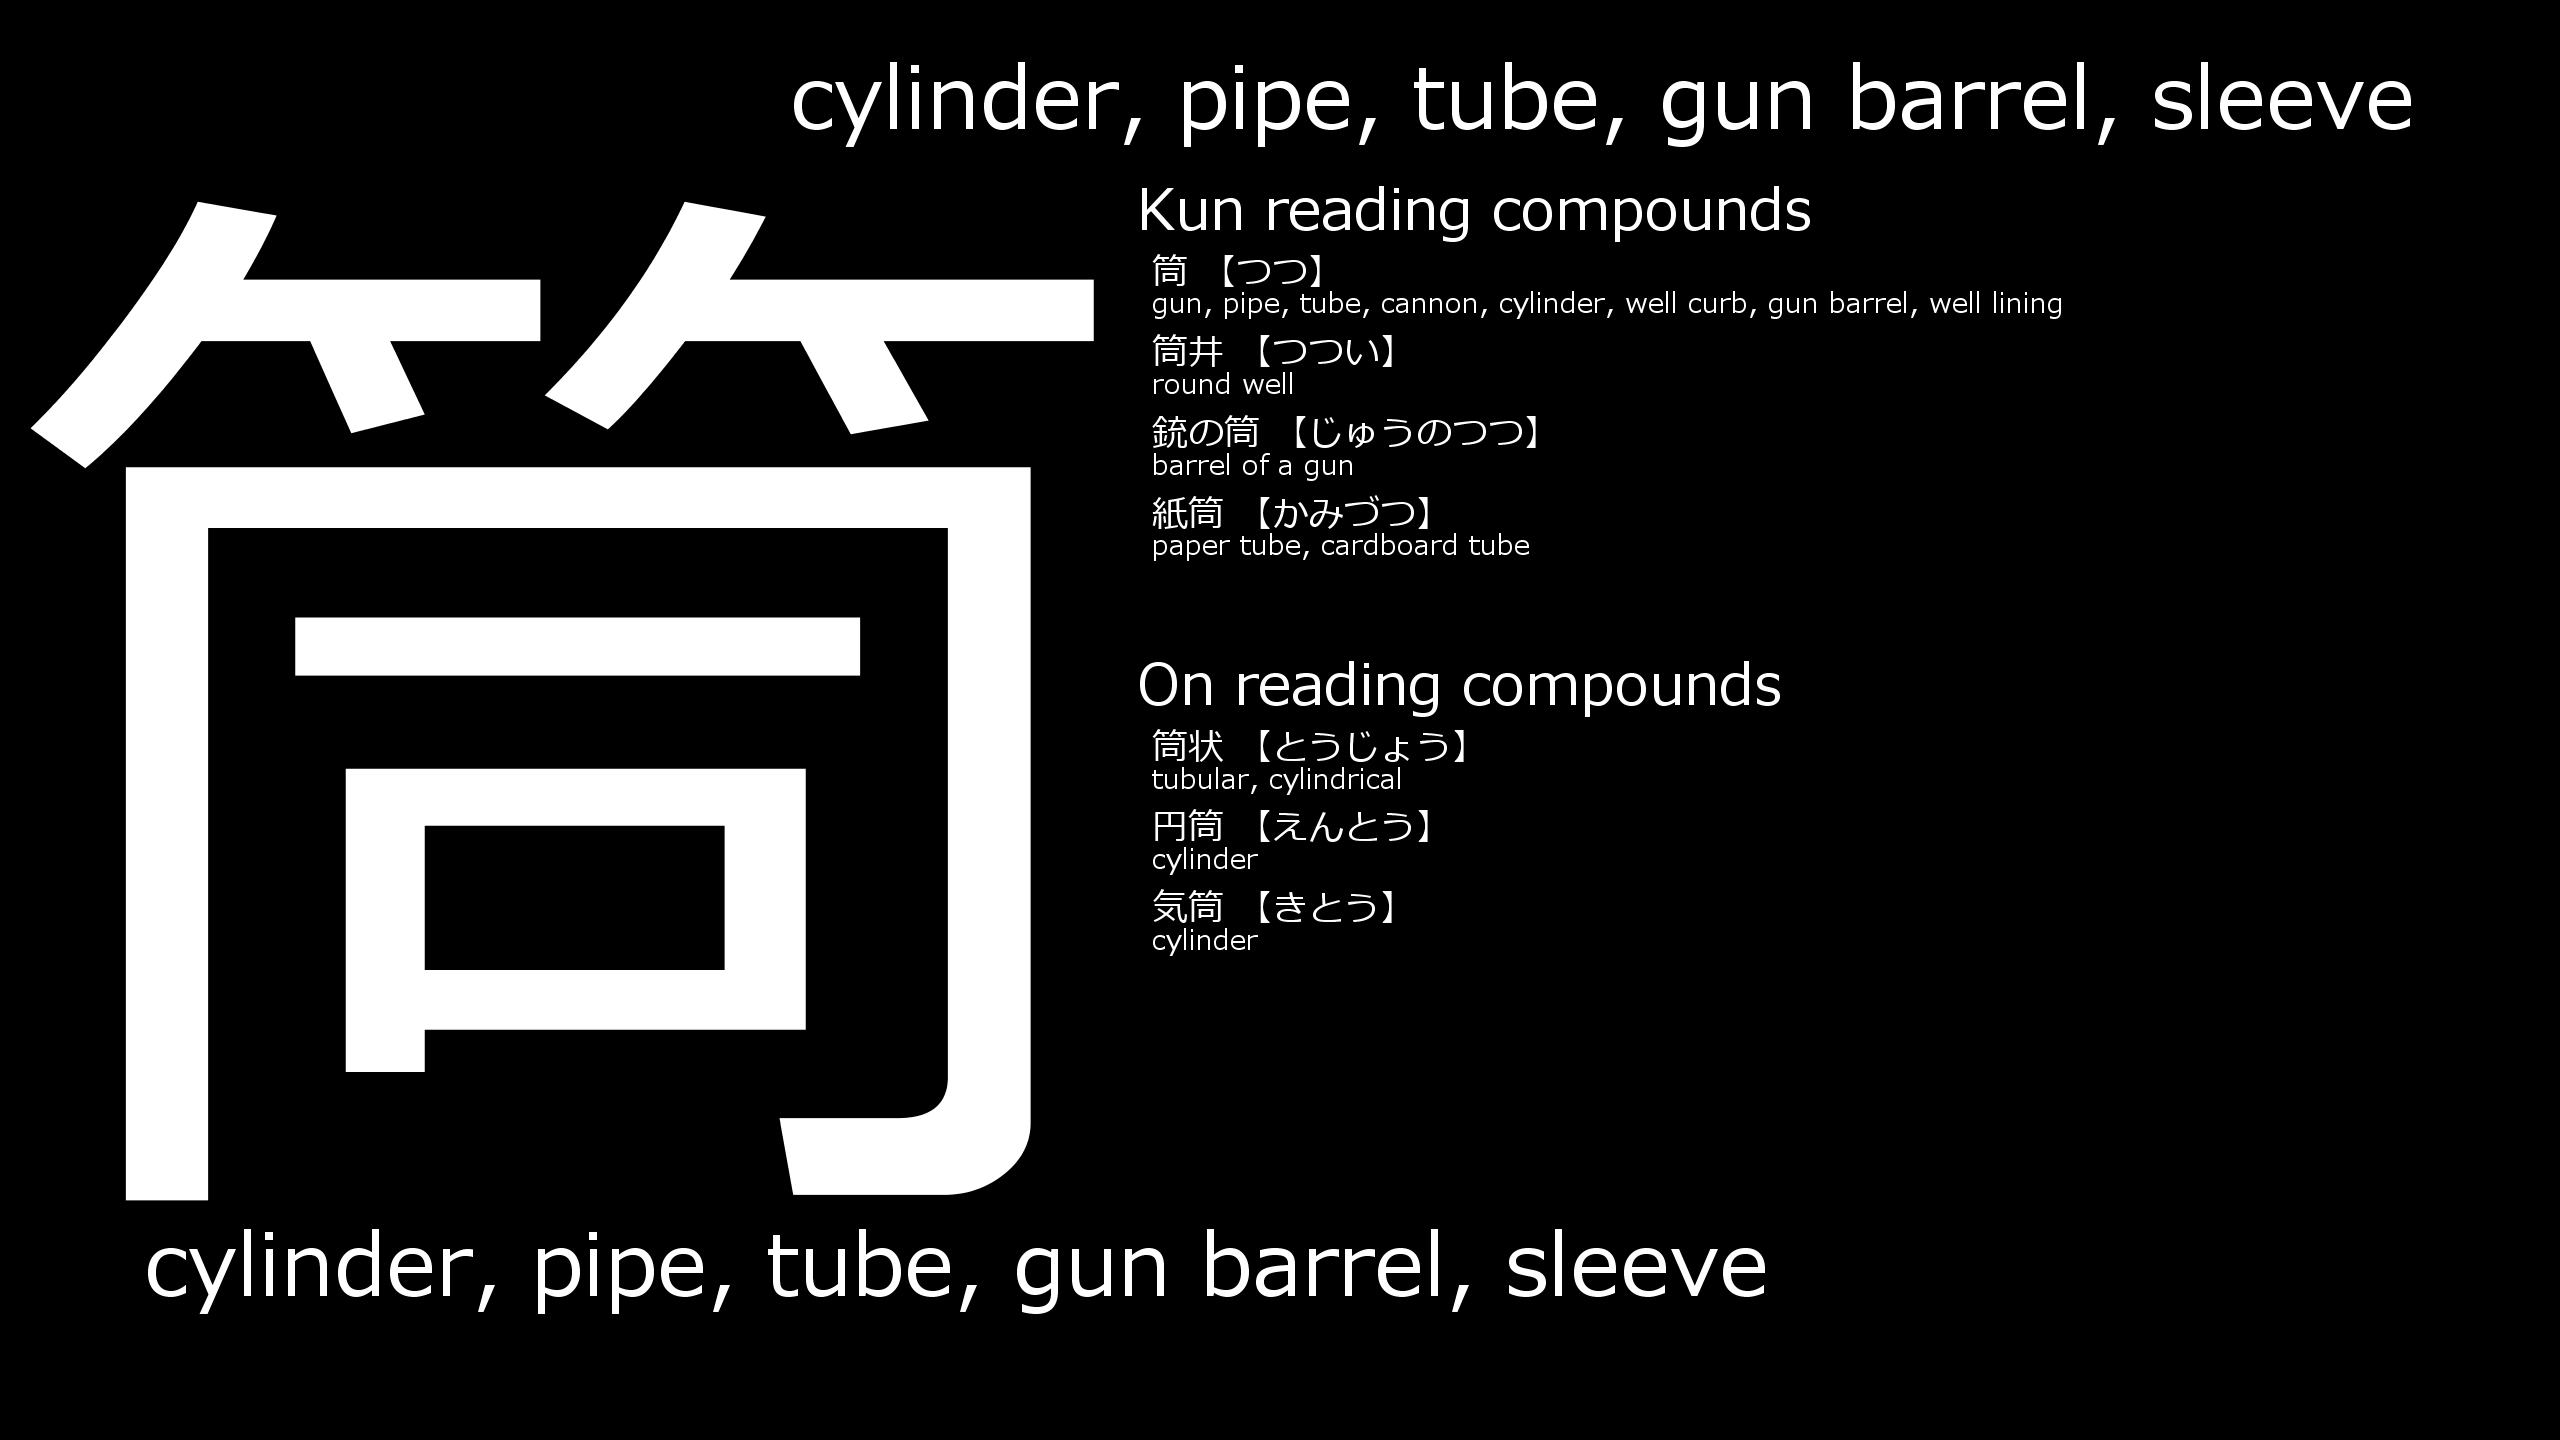 cylinder, pipe, tube, gun barrel, sleeve
筒
Kun reading compounds
筒 【つつ】
gun, pipe, tube, cannon, cylinder, well curb, gun barrel, well lining
筒井 【つつい】
round well
銃の筒 【じゅうのつつ】
barrel of a gun
紙筒 【かみづつ】
paper tube, cardboard tube
On reading compounds
筒状 【とうじょう】
tubular, cylindrical
円筒 【えんとう】
cylinder
気筒 【きとう】
cylinder
cylinder, pipe, tube, gun barrel, sleeve